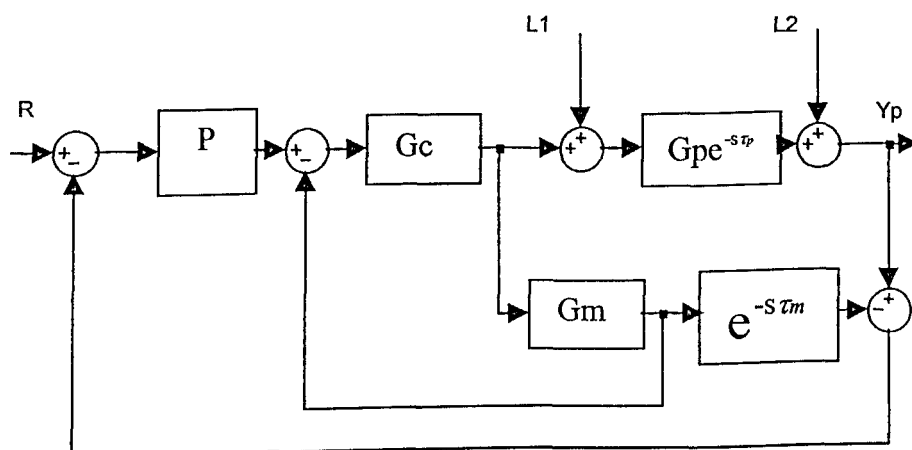 L1
L2
R
Yp
P
Gc
Gpe^{-sτp}
+
-
+
-
+
+
+
+
Gm
e^{-sτm}
-
+